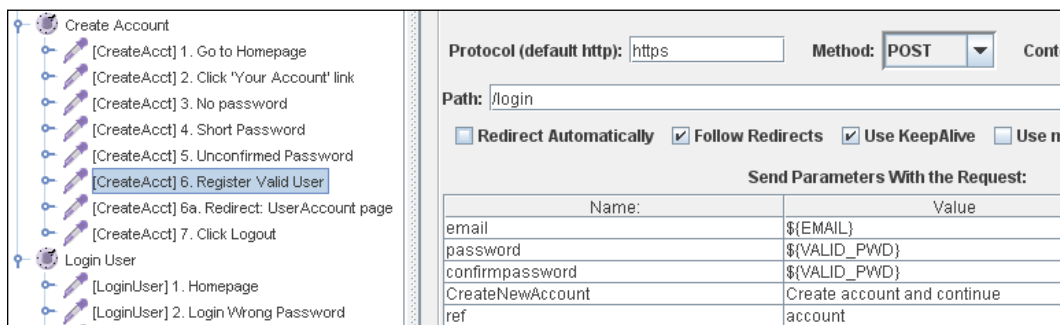 Create Account
[CreateAcct] 1. Go to Homepage
[CreateAcct] 2. Click 'Your Account' link
[CreateAcct] 3. No password
[CreateAcct] 4. Short Password
[CreateAcct] 5. Unconfirmed Password
[CreateAcct] 6. Register Valid User
[CreateAcct] 6a. Redirect: UserAccount page
[CreateAcct] 7. Click Logout
Login User
[LoginUser] 1. Homepage
[LoginUser] 2. Login Wrong Password
Protocol (default http): https Method: POST Cont
Path: /login
Redirect Automatically Follow Redirects Use KeepAlive Use m
Send Parameters With the Request:
Name: Value
email ${EMAIL}
password ${VALID_PWD}
confirmpassword ${VALID_PWD}
CreateNewAccount Create account and continue
ref account